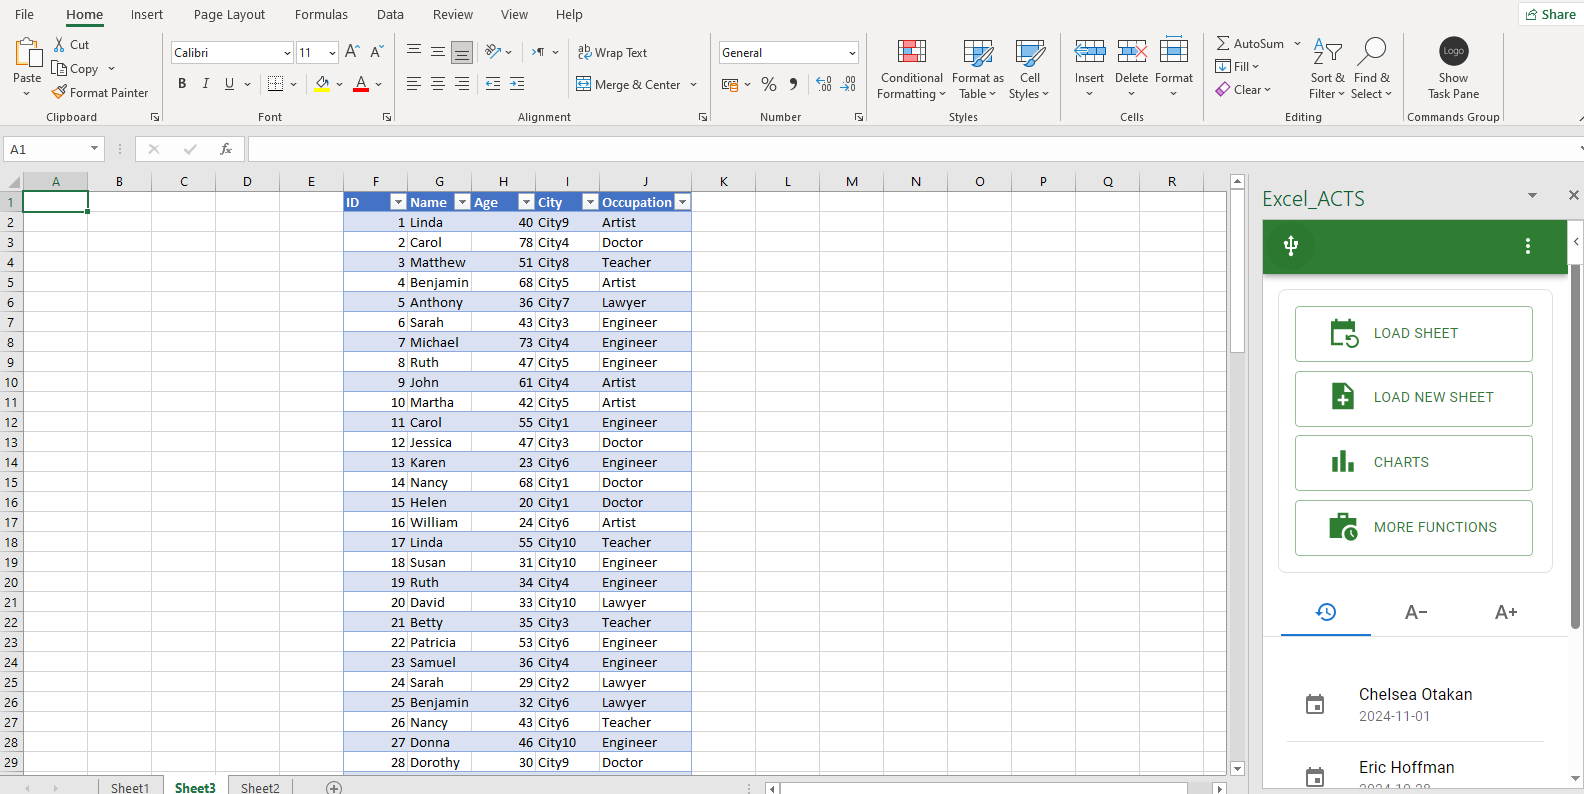 File Home Insert Page Layout Formulas Data Review View Help Share
Paste Cut Copy Format Painter Clipboard
Calibri 11 A A B I U A Font
ab Wrap Text Merge & Center Alignment
General % Number
Conditional Formatting Format as Table Cell Styles Styles
Insert Delete Format Cells
AutoSum Fill Clear Sort & Filter Find & Select Editing
Logo Show Task Pane Commands Group
A1 fx
A B C D E F G H I J K L M N O P Q R
1 ID Name Age City Occupation
2 1 Linda 40 City9 Artist
3 2 Carol 78 City4 Doctor
4 3 Matthew 51 City8 Teacher
5 4 Benjamin 68 City5 Artist
6 5 Anthony 36 City7 Lawyer
7 6 Sarah 43 City3 Engineer
8 7 Michael 73 City4 Engineer
9 8 Ruth 47 City5 Engineer
10 9 John 61 City4 Artist
11 10 Martha 42 City5 Artist
12 11 Carol 55 City1 Engineer
13 12 Jessica 47 City3 Doctor
14 13 Karen 23 City6 Engineer
15 14 Nancy 68 City1 Doctor
16 15 Helen 20 City1 Doctor
17 16 William 24 City6 Artist
18 17 Linda 55 City10 Teacher
19 18 Susan 31 City10 Engineer
20 19 Ruth 34 City4 Engineer
21 20 David 33 City10 Lawyer
22 21 Betty 35 City3 Teacher
23 22 Patricia 53 City6 Engineer
24 23 Samuel 36 City4 Engineer
25 24 Sarah 29 City2 Lawyer
26 25 Benjamin 32 City6 Lawyer
27 26 Nancy 43 City6 Teacher
28 27 Donna 46 City10 Engineer
29 28 Dorothy 30 City9 Doctor
Sheet1 Sheet3 Sheet2
Excel_ACTS
LOAD SHEET
LOAD NEW SHEET
CHARTS
MORE FUNCTIONS
A- A+
Chelsea Otakan
2024-11-01
Eric Hoffman